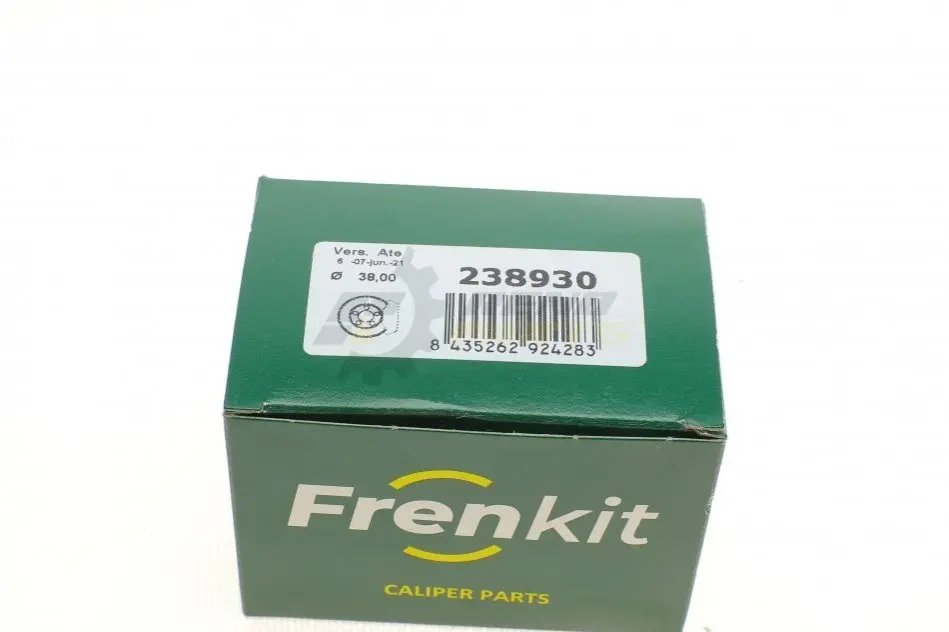 Vers. Ate
6 -07-jun.-21
Ø 38,00
238930
8 435262 924283
Frenkit
CALIPER PARTS